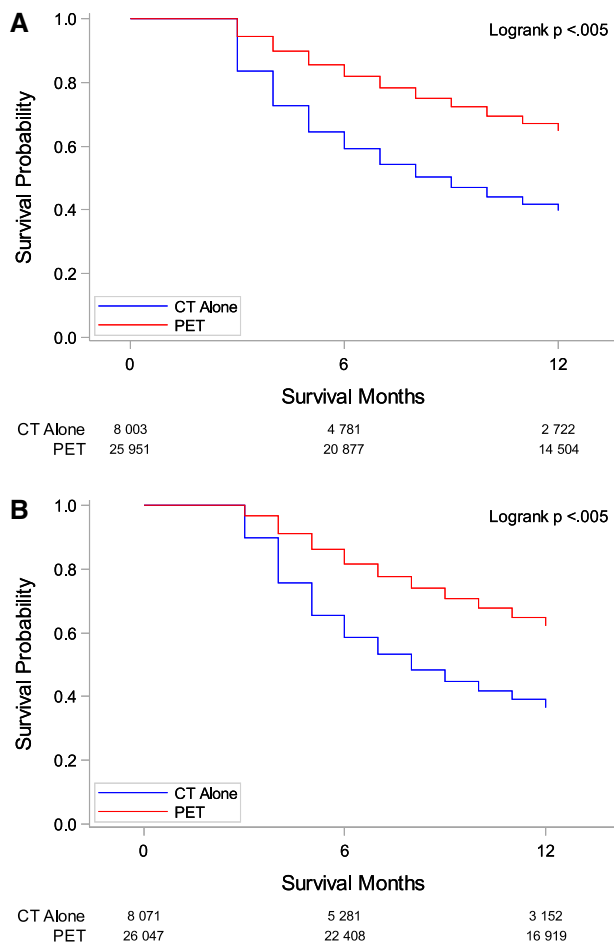 A
Logrank p <.005
1.0
0.8
0.6
0.4
0.2
0.0
Survival Probability
CT Alone
PET
0 6 12
Survival Months
CT Alone 8 003 4 781 2 722
PET 25 951 20 877 14 504
B
Logrank p <.005
1.0
0.8
0.6
0.4
0.2
0.0
Survival Probability
CT Alone
PET
0 6 12
Survival Months
CT Alone 8 071 5 281 3 152
PET 26 047 22 408 16 919